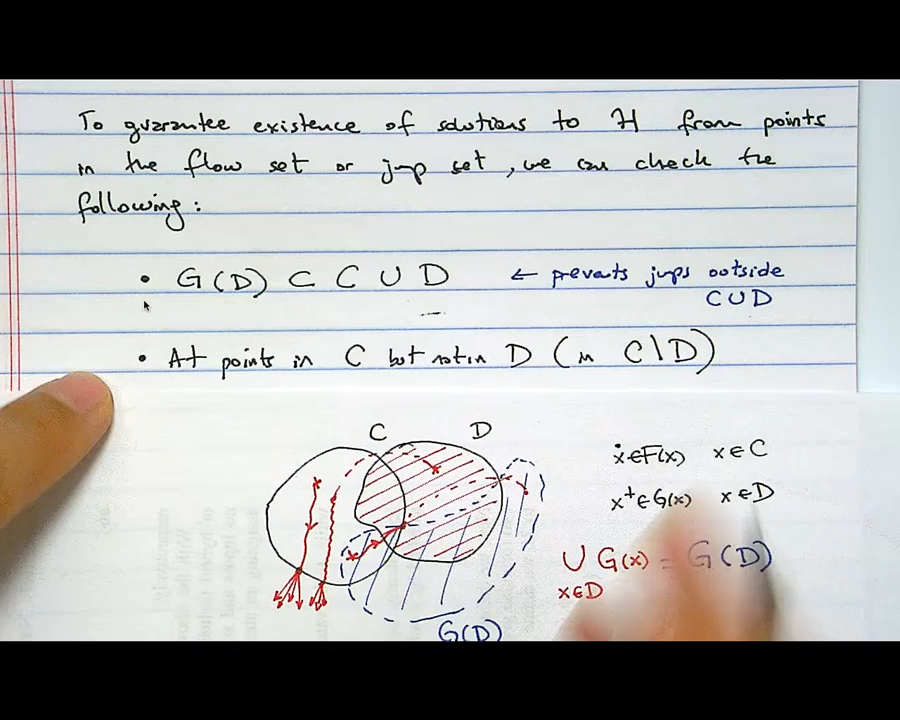 To guarantee existence of solutions to H from points
in the flow set or jump set, we can check the
following:
• G(D) ⊂ C ∪ D ← prevents jumps outside
C ∪ D
• At points in C but not in D (in C\D)
C D
ẋ∈F(x) x∈C
x⁺∈G(x) x∈D
∪ G(x) = G(D)
x∈D
G(D)